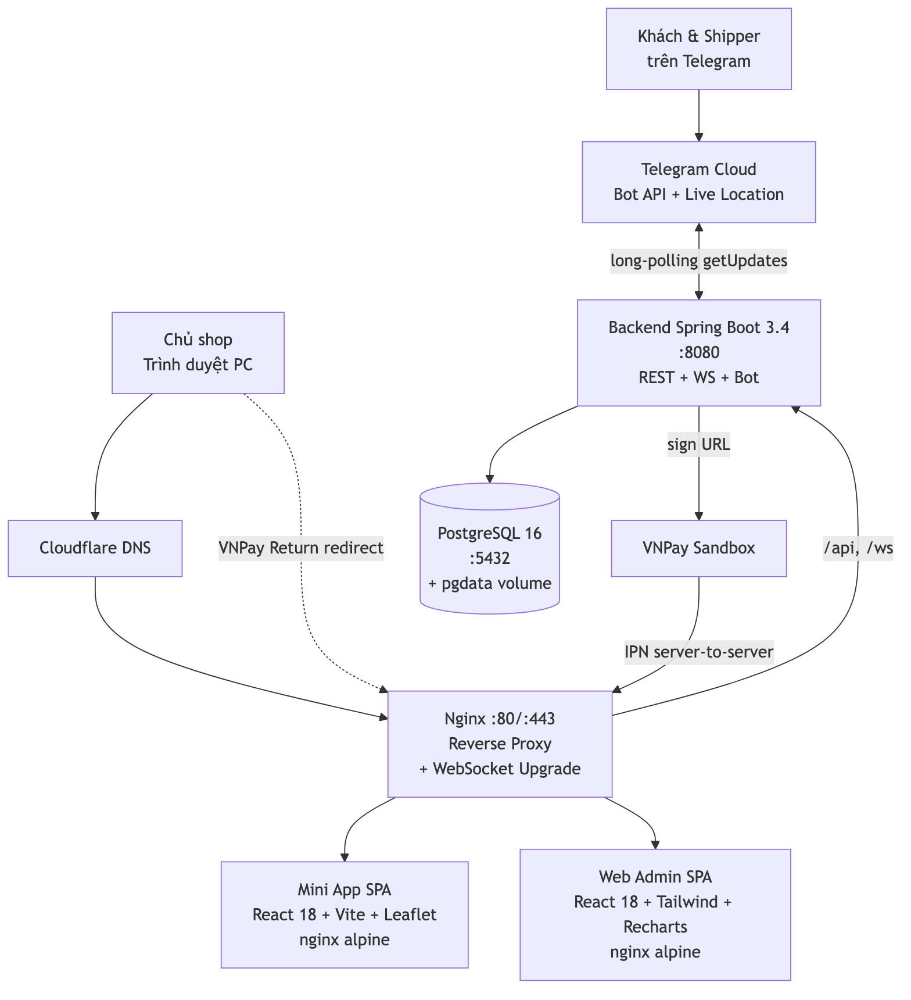 Khách & Shipper
trên Telegram
Telegram Cloud
Bot API + Live Location
long-polling getUpdates
Backend Spring Boot 3.4
:8080
REST + WS + Bot
Chủ shop
Trình duyệt PC
sign URL
Cloudflare DNS
VNPay Return redirect
PostgreSQL 16
:5432
+ pgdata volume
VNPay Sandbox
/api, /ws
IPN server-to-server
Nginx :80/:443
Reverse Proxy
+ WebSocket Upgrade
Mini App SPA
React 18 + Vite + Leaflet
nginx alpine
Web Admin SPA
React 18 + Tailwind +
Recharts
nginx alpine